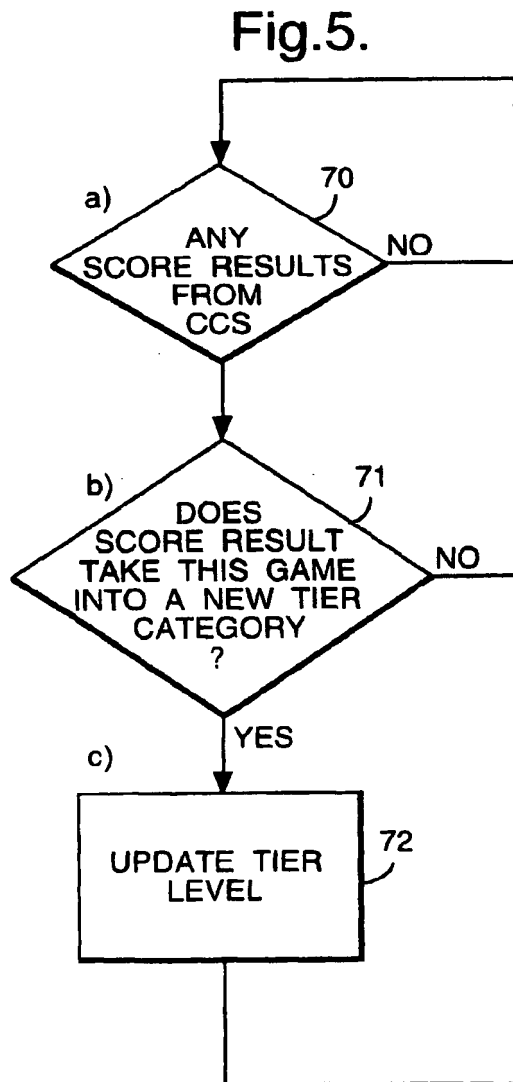 Fig.5.
a)
70
ANY
SCORE RESULTS
FROM
CCS
NO
b)
71
DOES
SCORE RESULT
TAKE THIS GAME
INTO A NEW TIER
CATEGORY
?
NO
YES
c)
UPDATE TIER
LEVEL
72